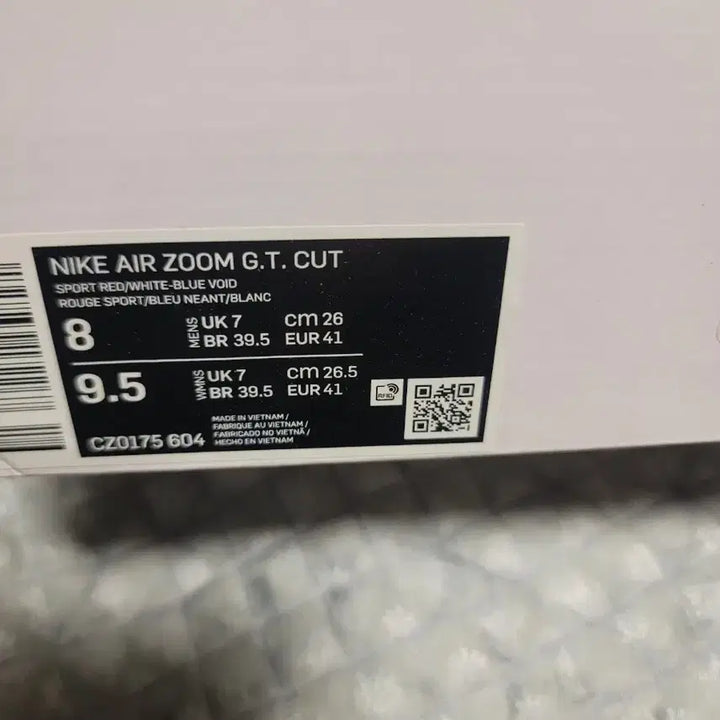 NIKE AIR ZOOM G.T. CUT
SPORT RED/WHITE-BLUE VOID
ROUGE SPORT/BLEU NEANT/BLANC
8 MENS UK 7 cm 26
BR 39.5 EUR 41
9.5 WMNS UK 7 cm 26.5
BR 39.5 EUR 41
RFID
MADE IN VIETNAM /
FABRIQUE AU VIETNAM /
FABRICADO NO VIETNÃ /
HECHO EN VIETNAM
CZ0175 604